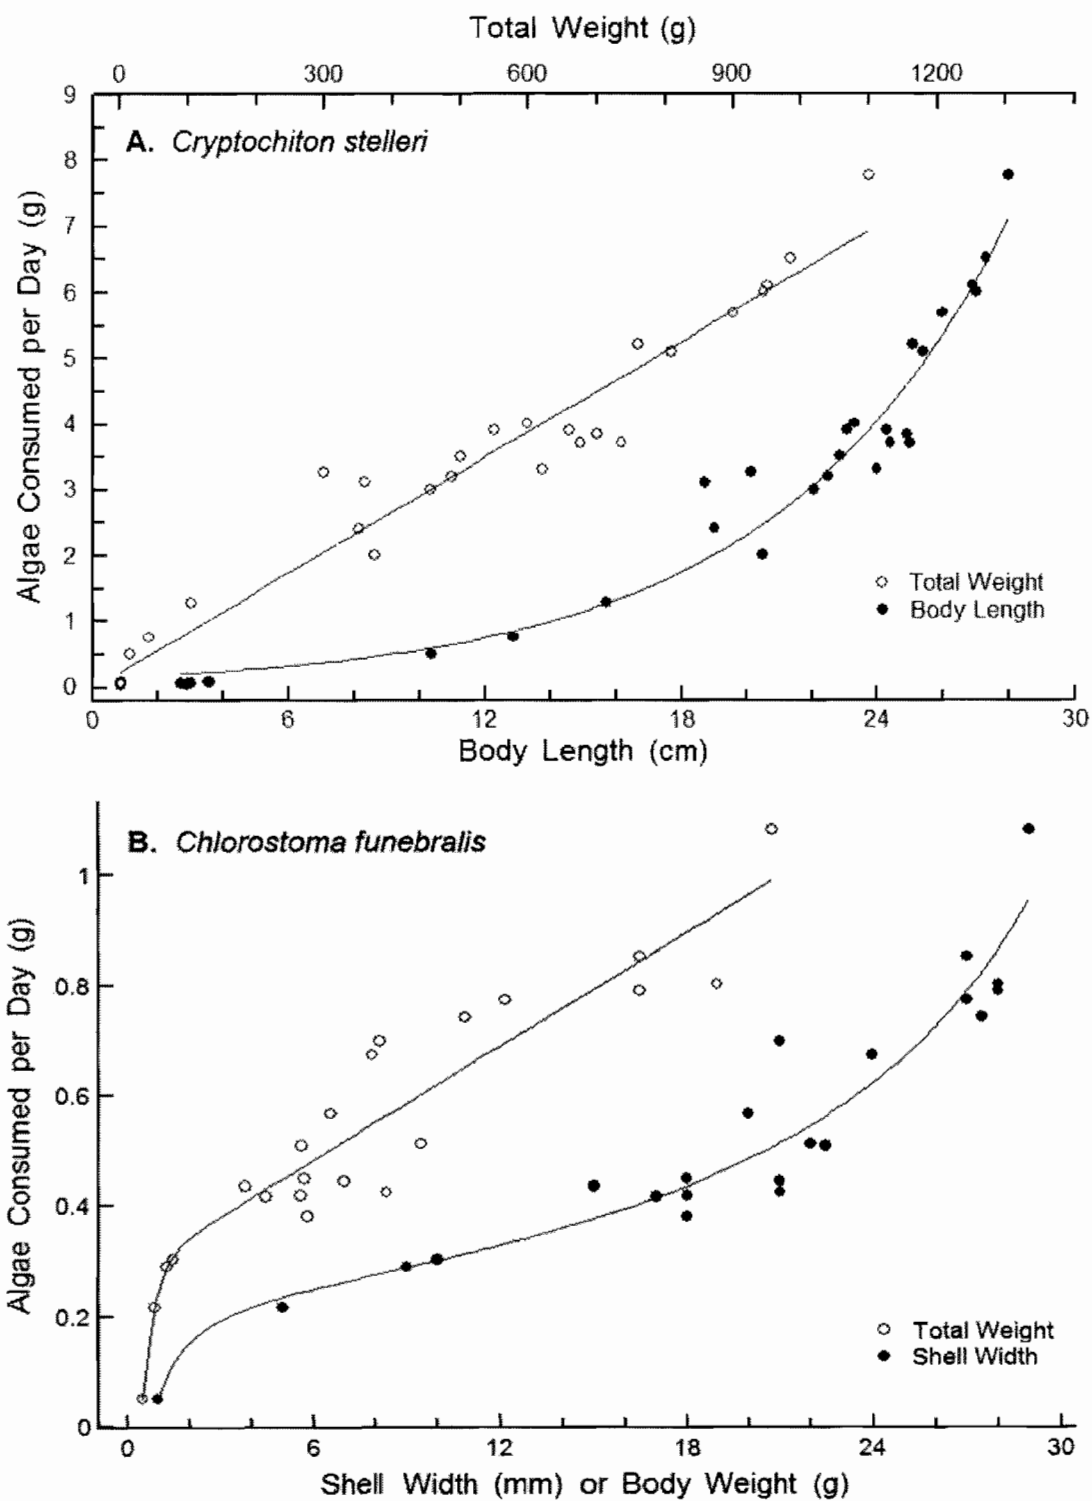 Total Weight (g)
0 300 600 900 1200
A. Cryptochiton stelleri
Algae Consumed per Day (g)
9
8
7
6
5
4
3
2
1
0
Total Weight
Body Length
0 6 12 18 24 30
Body Length (cm)
B. Chlorostoma funebralis
Algae Consumed per Day (g)
1
0.8
0.6
0.4
0.2
0
Total Weight
Shell Width
0 6 12 18 24 30
Shell Width (mm) or Body Weight (g)